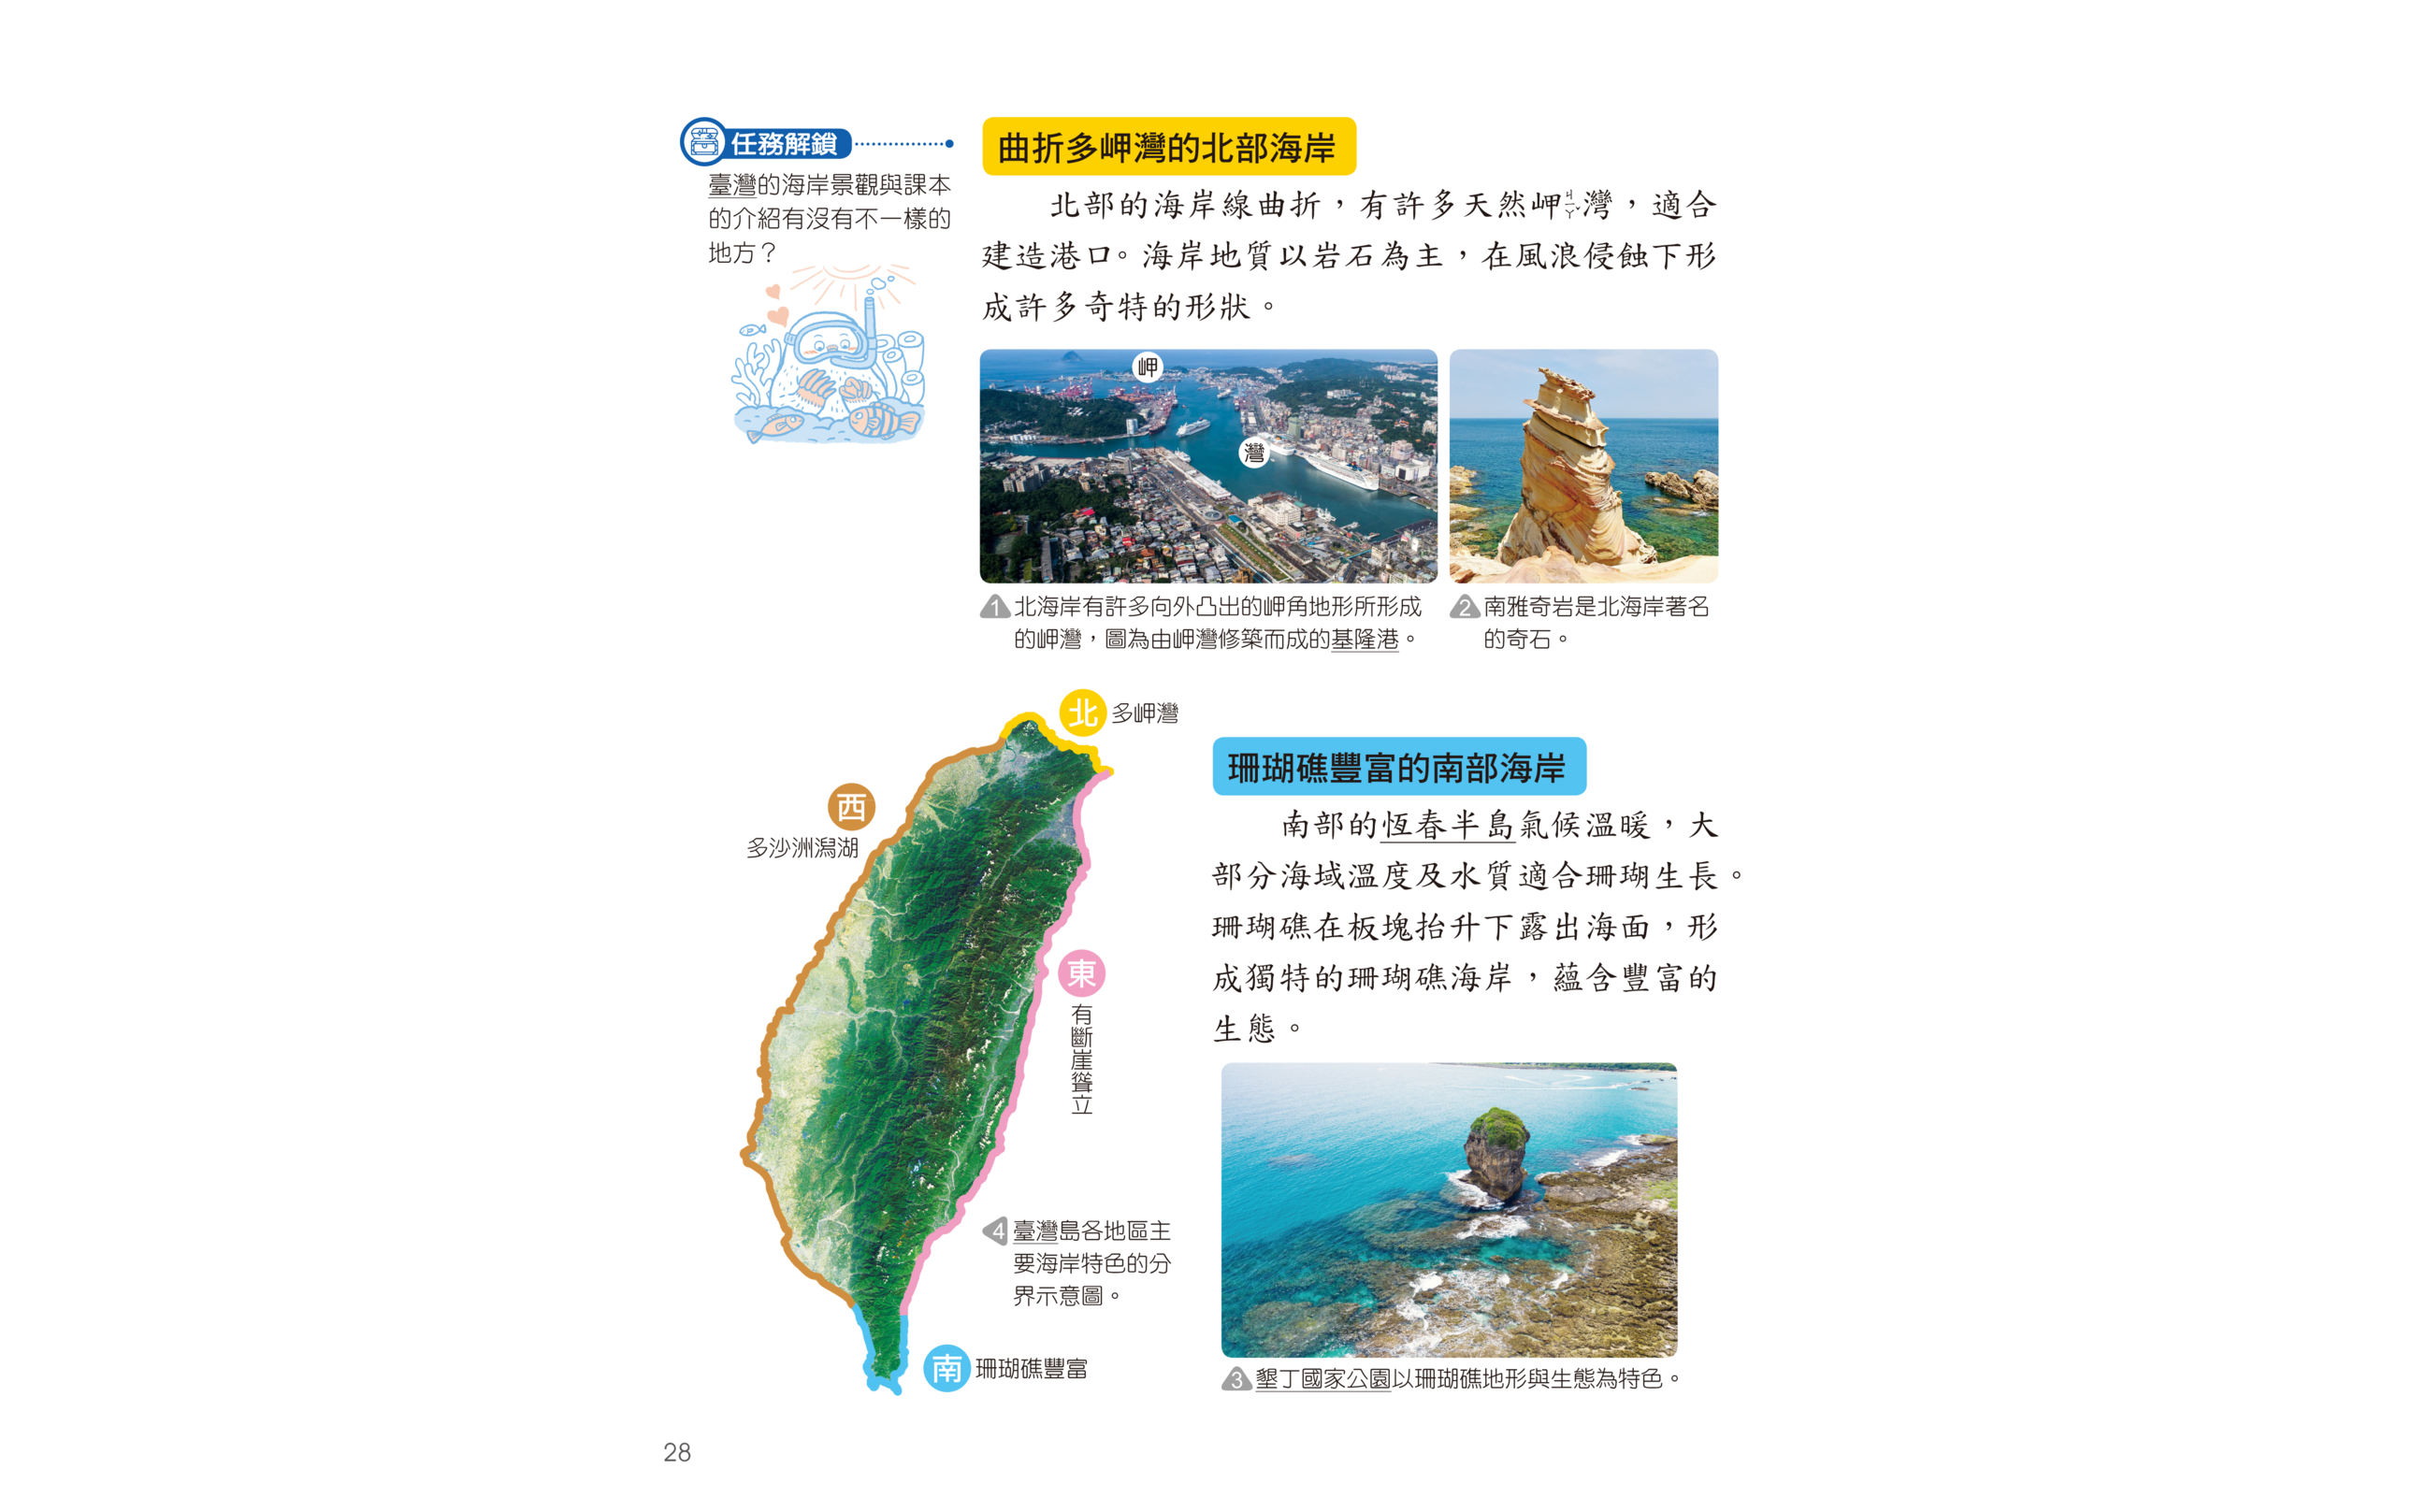 任務解鎖
臺灣的海岸景觀與課本
的介紹有沒有不一樣的
地方？
曲折多岬灣的北部海岸
北部的海岸線曲折，有許多天然岬ㄐㄧㄚˇ灣，適合
建造港口。海岸地質以岩石為主，在風浪侵蝕下形
成許多奇特的形狀。
岬
灣
1 北海岸有許多向外凸出的岬角地形所形成
的岬灣，圖為由岬灣修築而成的基隆港。
2 南雅奇岩是北海岸著名
的奇石。
北 多岬灣
西
多沙洲潟湖
東
有斷崖聳立
4 臺灣島各地區主
要海岸特色的分
界示意圖。
南 珊瑚礁豐富
珊瑚礁豐富的南部海岸
南部的恆春半島氣候溫暖，大
部分海域溫度及水質適合珊瑚生長。
珊瑚礁在板塊抬升下露出海面，形
成獨特的珊瑚礁海岸，蘊含豐富的
生態。
3 墾丁國家公園以珊瑚礁地形與生態為特色。
28